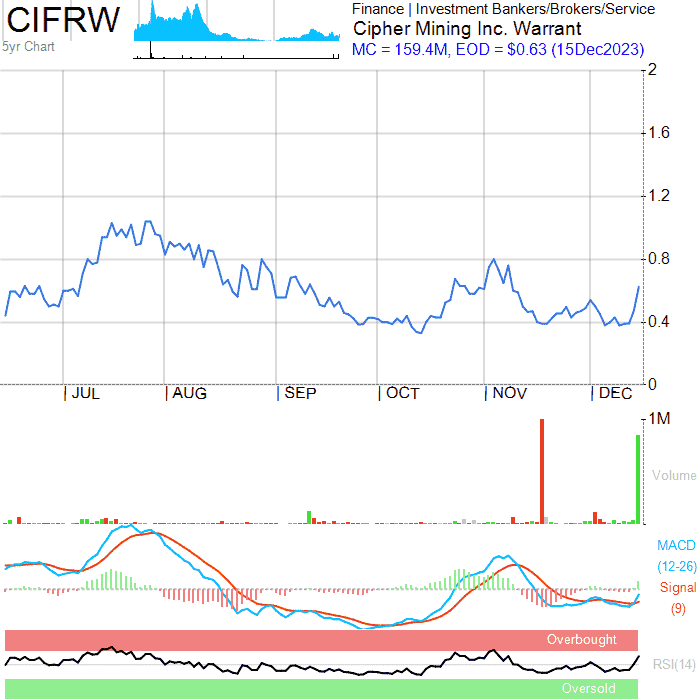 CIFRW
5yr Chart
Finance | Investment Bankers/Brokers/Service
Cipher Mining Inc. Warrant
MC = 159.4M, EOD = $0.63 (15Dec2023)
2
1.6
1.2
0.8
0.4
0
JUL AUG SEP OCT NOV DEC
1M
Volume
MACD
(12-26)
Signal
(9)
Overbought
RSI(14)
Oversold